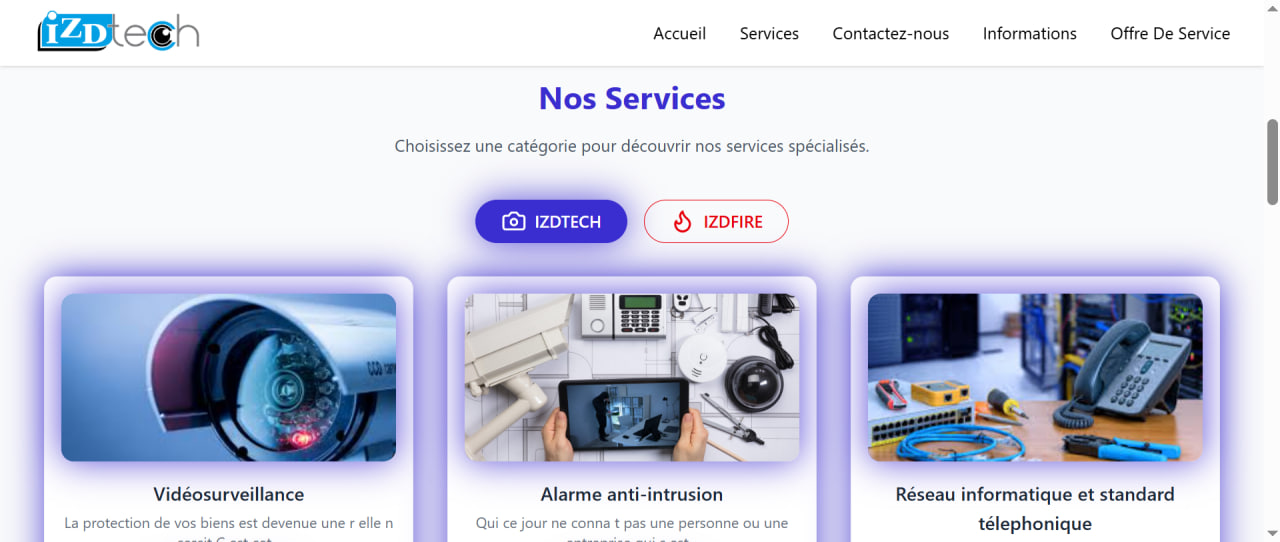 iZDtech
Accueil Services Contactez-nous Informations Offre De Service
Nos Services
Choisissez une catégorie pour découvrir nos services spécialisés.
IZDTECH IZDFIRE
CCD
Vidéosurveillance
Alarme anti-intrusion
Réseau informatique et standard
télephonique
La protection de vos biens est devenue une r elle n
Qui ce jour ne conna t pas une personne ou une